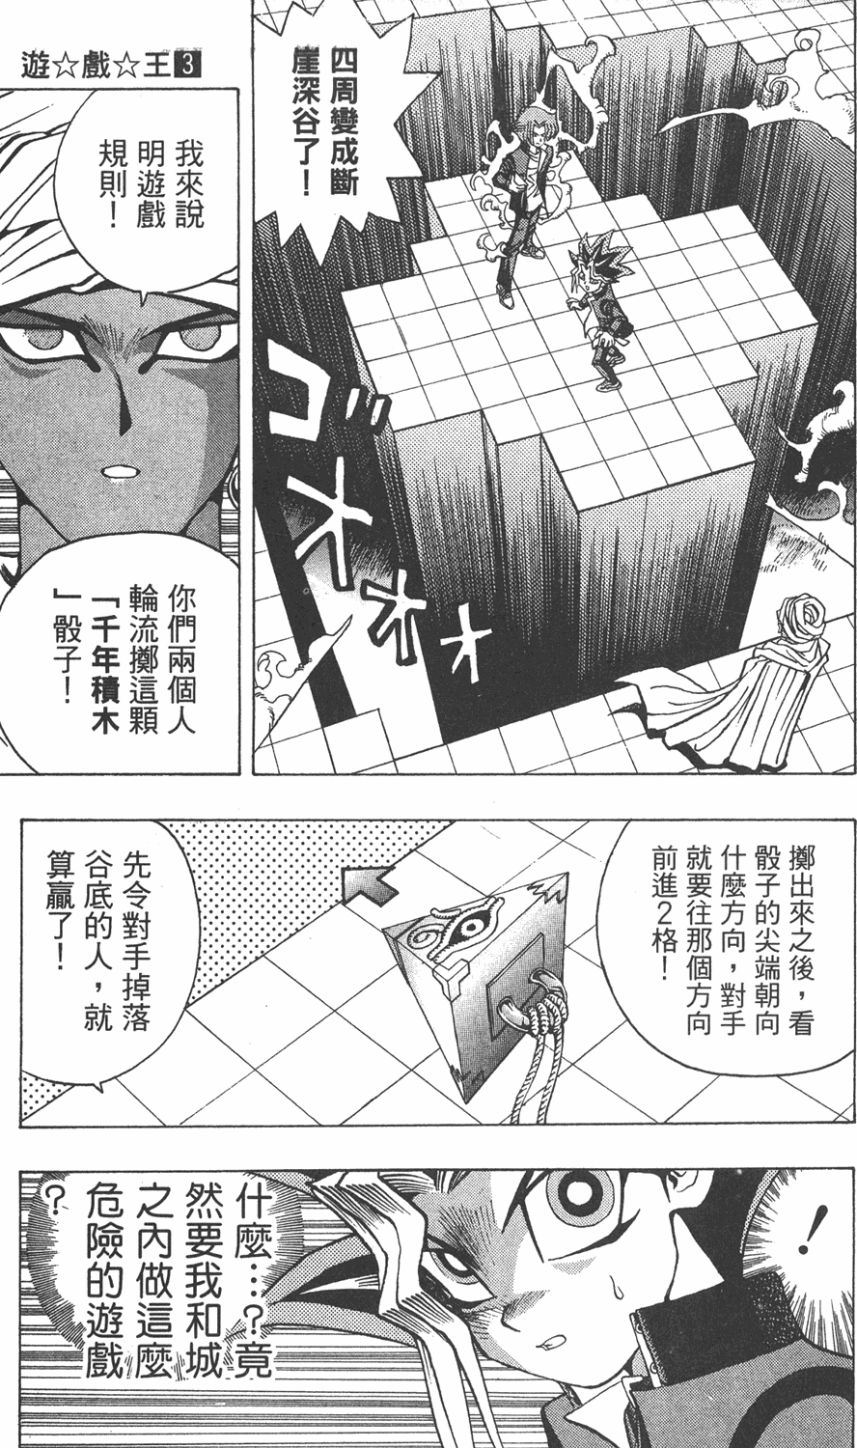 遊☆戲☆王3
四周變成斷
崖深谷了！
ゴゴ
オオオオ
我來說
明遊戲
規則！
你們兩個人
輪流擲這顆
「千年積木
」骰子！
擲出來之後，看
骰子的尖端朝向
什麼方向，對手
就要往那個方向
前進2格！
先令對手掉落
谷底的人，就
算贏了！
！
什麼…？竟
然要我和城
之內做這麼
危險的遊戲
？